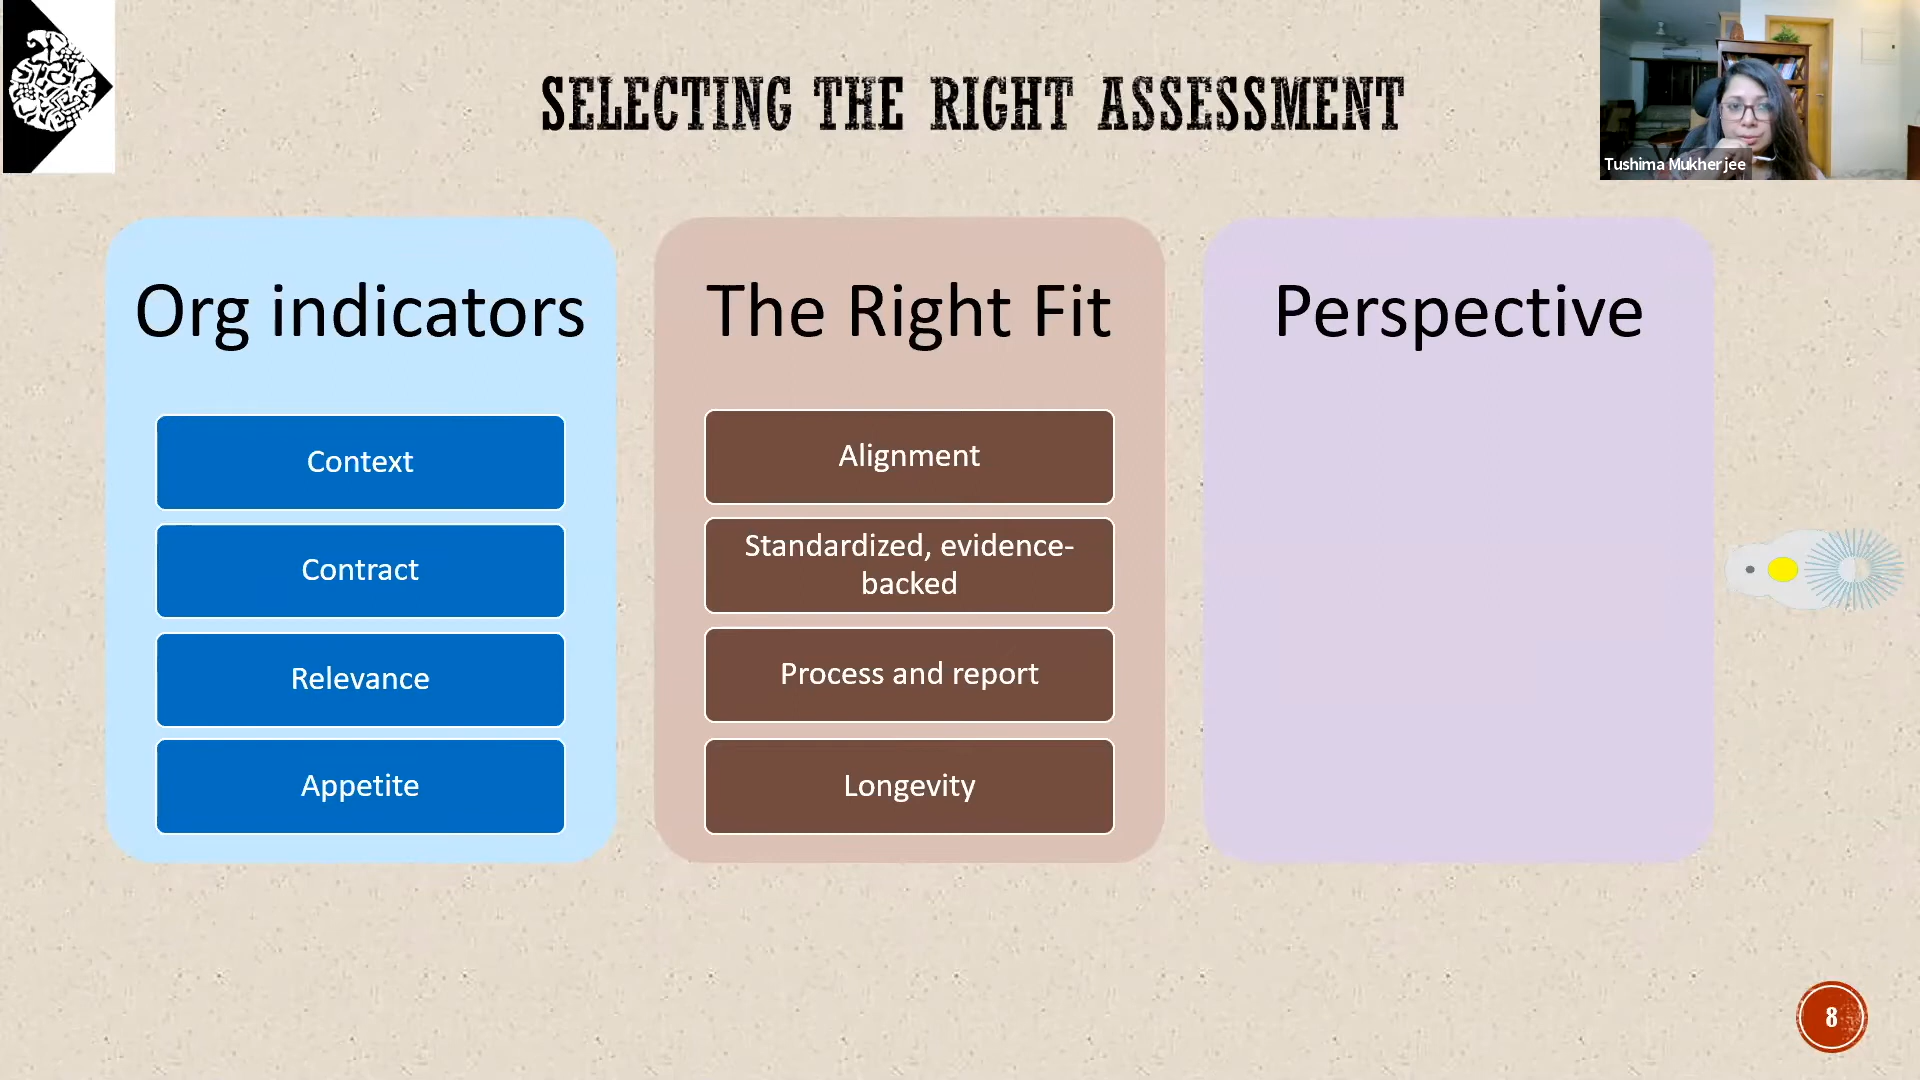 SELECTING THE RIGHT ASSESSMENT
Tushima Mukherjee
Org indicators
Context
Contract
Relevance
Appetite
The Right Fit
Alignment
Standardized, evidence-
backed
Process and report
Longevity
Perspective
8